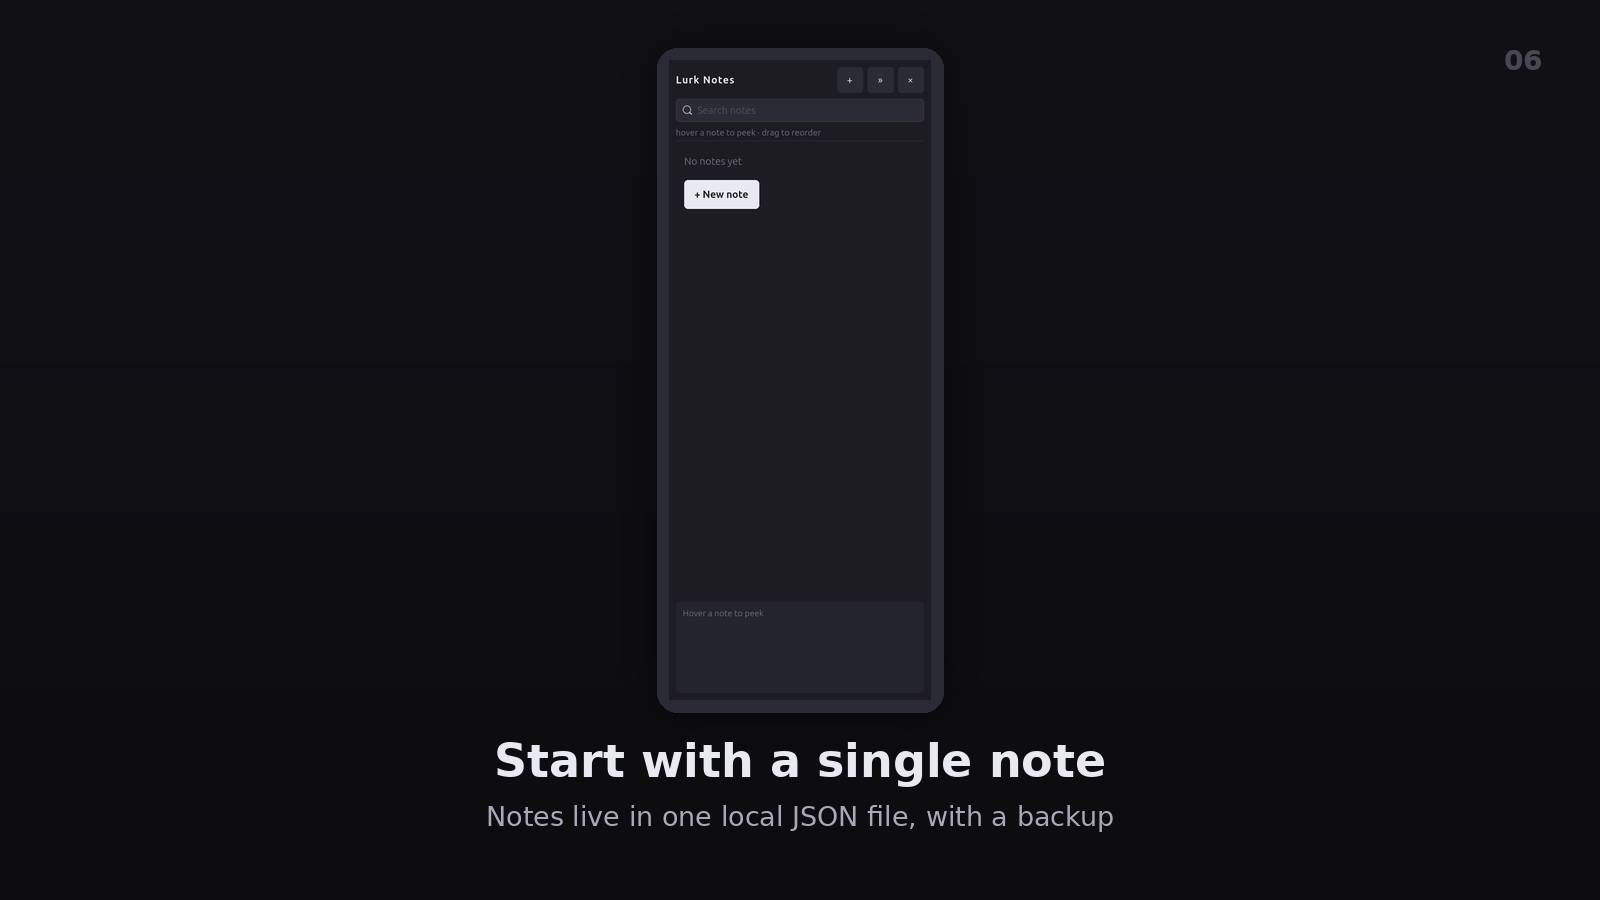 06
Lurk Notes
+ » ×
Search notes
hover a note to peek · drag to reorder
No notes yet
+ New note
Hover a note to peek
Start with a single note
Notes live in one local JSON file, with a backup